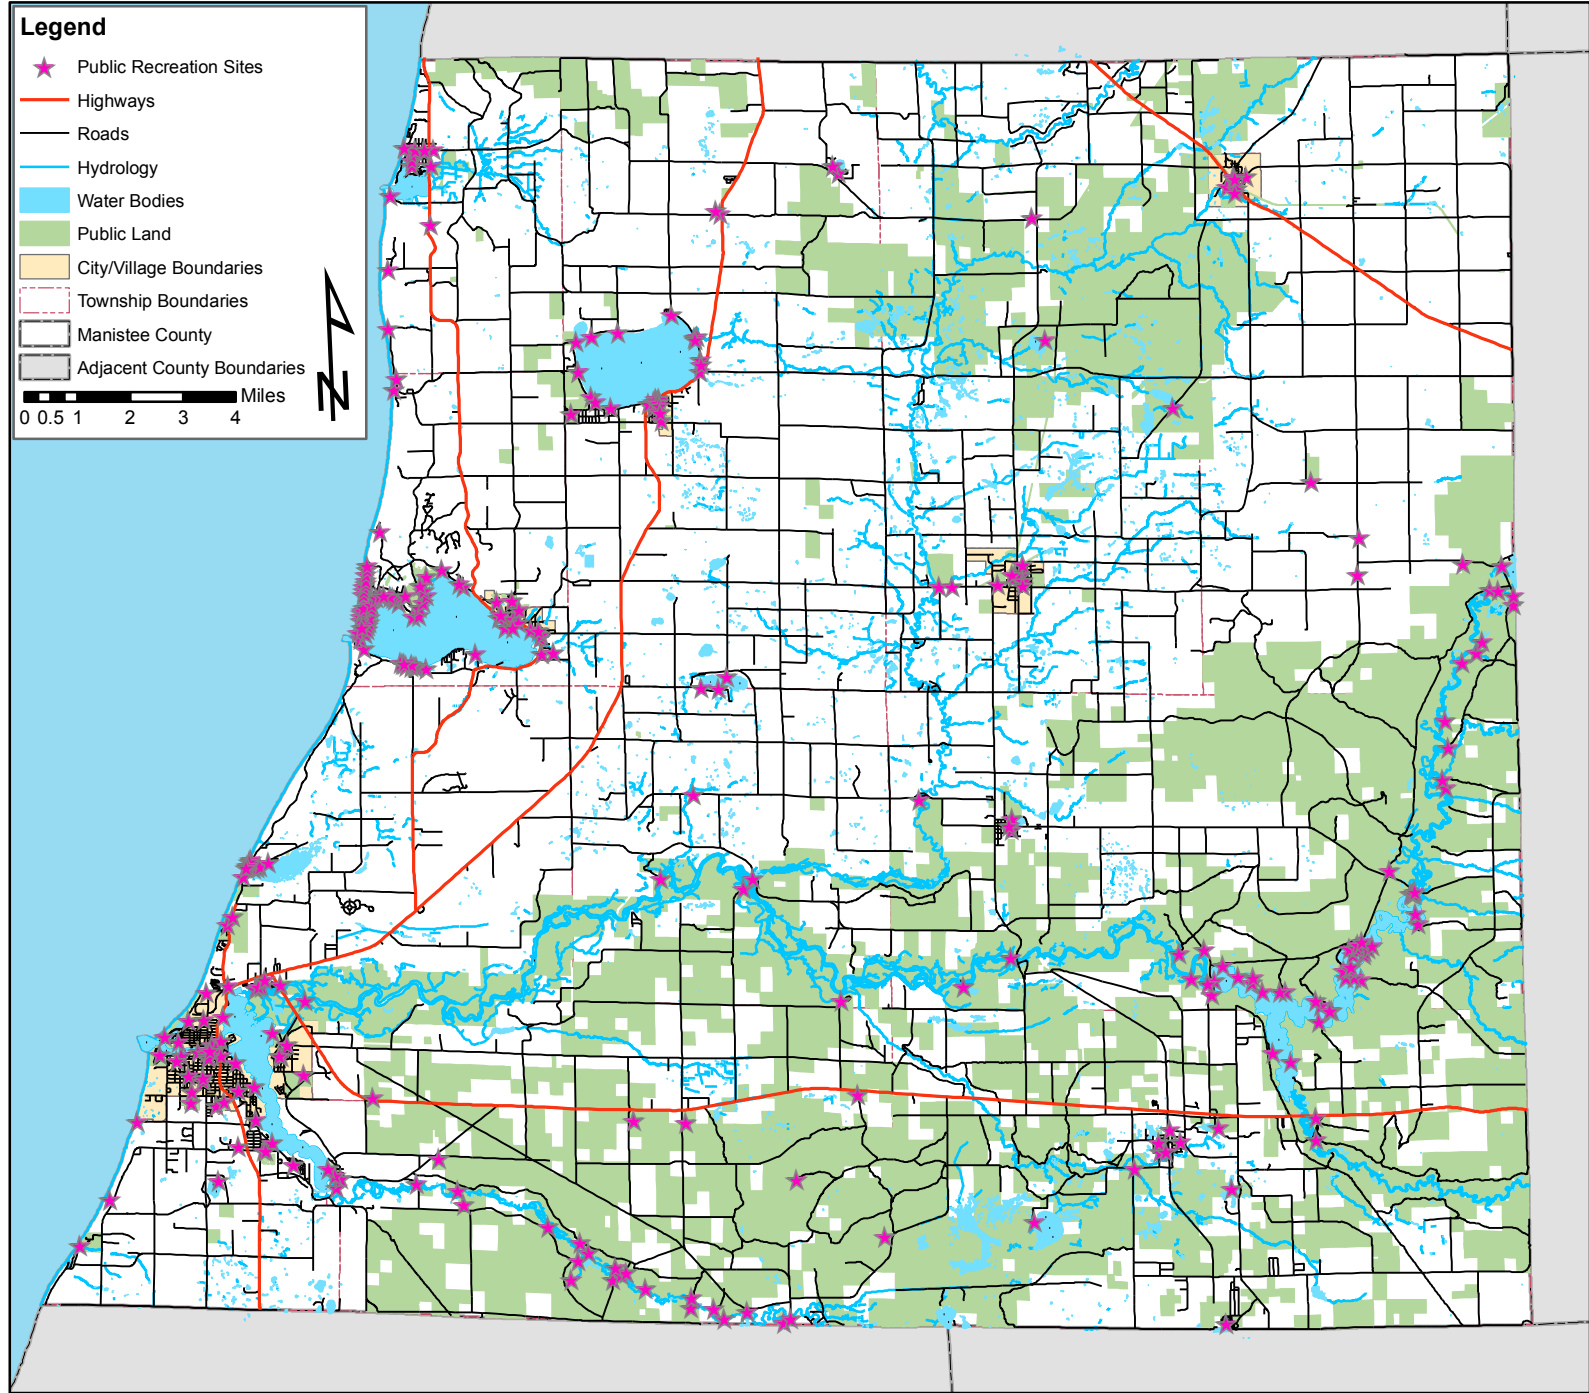 Legend
Public Recreation Sites
Highways
Roads
Hydrology
Water Bodies
Public Land
City/Village Boundaries
Township Boundaries
Manistee County
Adjacent County Boundaries
Miles
0 0.5 1 2 3 4
N